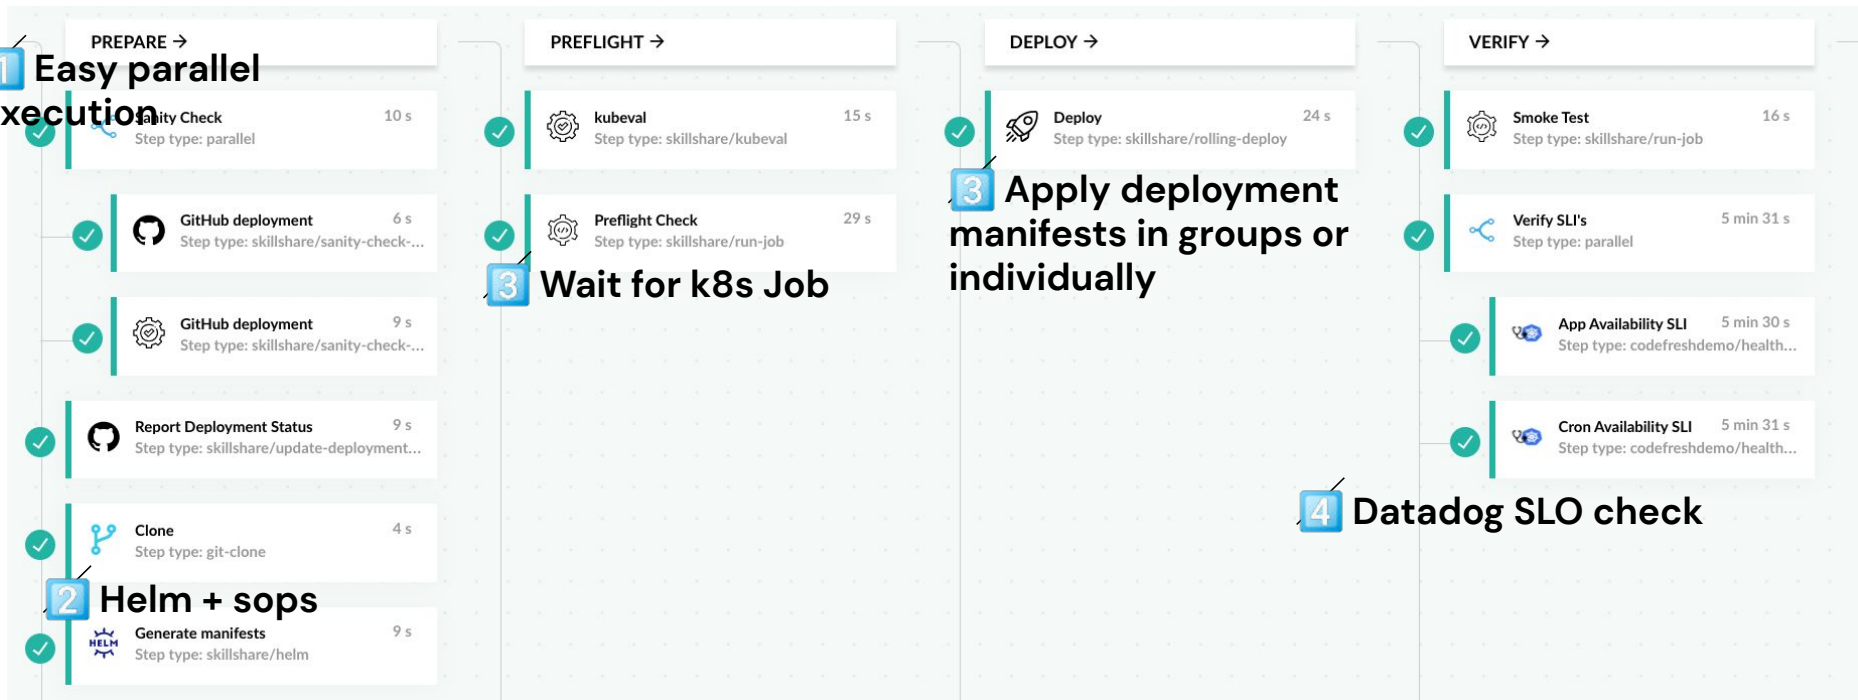 PREPARE →
1 Easy parallel
xecution
Sanity Check 10 s
Step type: parallel
GitHub deployment 6 s
Step type: skillshare/sanity-check-...
GitHub deployment 9 s
Step type: skillshare/sanity-check-...
Report Deployment Status 9 s
Step type: skillshare/update-deployment...
Clone 4 s
Step type: git-clone
2 Helm + sops
HELM
Generate manifests 9 s
Step type: skillshare/helm
PREFLIGHT →
kubeval 15 s
Step type: skillshare/kubeval
Preflight Check 29 s
Step type: skillshare/run-job
3 Wait for k8s Job
DEPLOY →
Deploy 24 s
Step type: skillshare/rolling-deploy
3 Apply deployment
manifests in groups or
individually
VERIFY →
Smoke Test 16 s
Step type: skillshare/run-job
Verify SLI's 5 min 31 s
Step type: parallel
App Availability SLI 5 min 30 s
Step type: codefreshdemo/health...
Cron Availability SLI 5 min 31 s
Step type: codefreshdemo/health...
4 Datadog SLO check